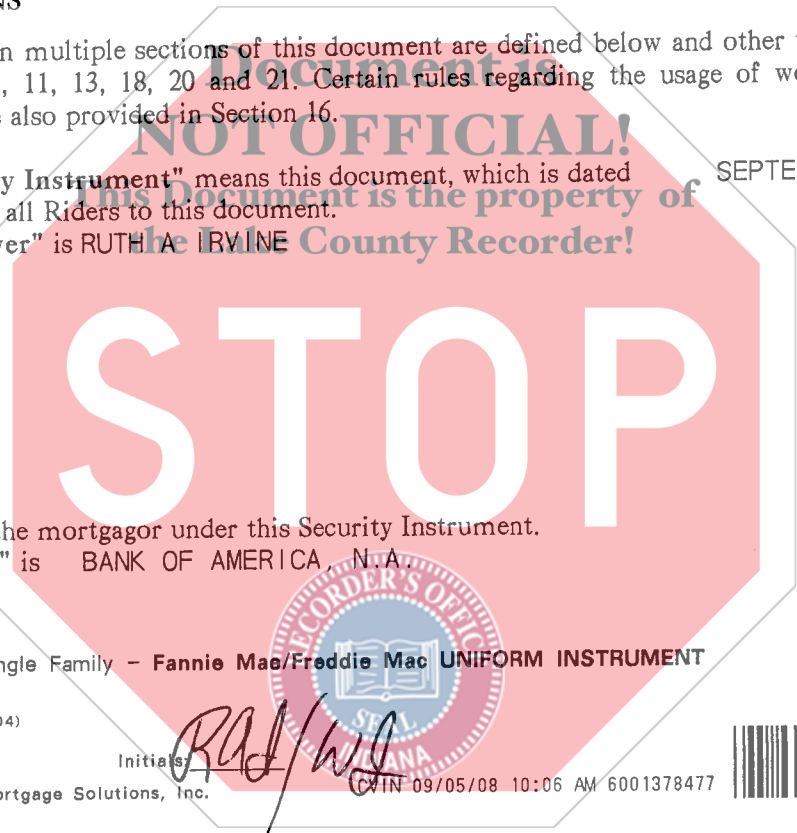 NS
n multiple sections of this document are defined below and other
, 11, 13, 18, 20 and 21. Certain rules regarding the usage of
also provided in Section 16.
Document is
NOT OFFICIAL!
This Document is the property of
the Lake County Recorder!
y Instrument" means this document, which is dated SEPTE
all Riders to this document.
er" is RUTH A IRVINE
STOP
he mortgagor under this Security Instrument.
" is BANK OF AMERICA, N.A.
RECORDER'S OFFICE
SEAL
INDIANA
ngle Family - Fannie Mae/Freddie Mac UNIFORM INSTRUMENT
04)
Initials:
CVIN 09/05/08 10:06 AM 6001378477
ortgage Solutions, Inc.